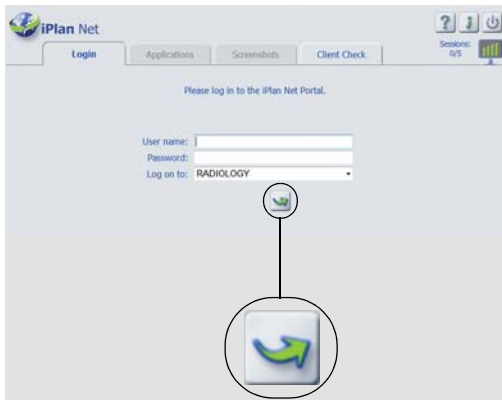 iPlan Net
?
i
Login
Applications
Screenshots
Client Check
Sessions:
0/5
Please log in to the iPlan Net Portal.
User name:
Password:
Log on to: RADIOLOGY